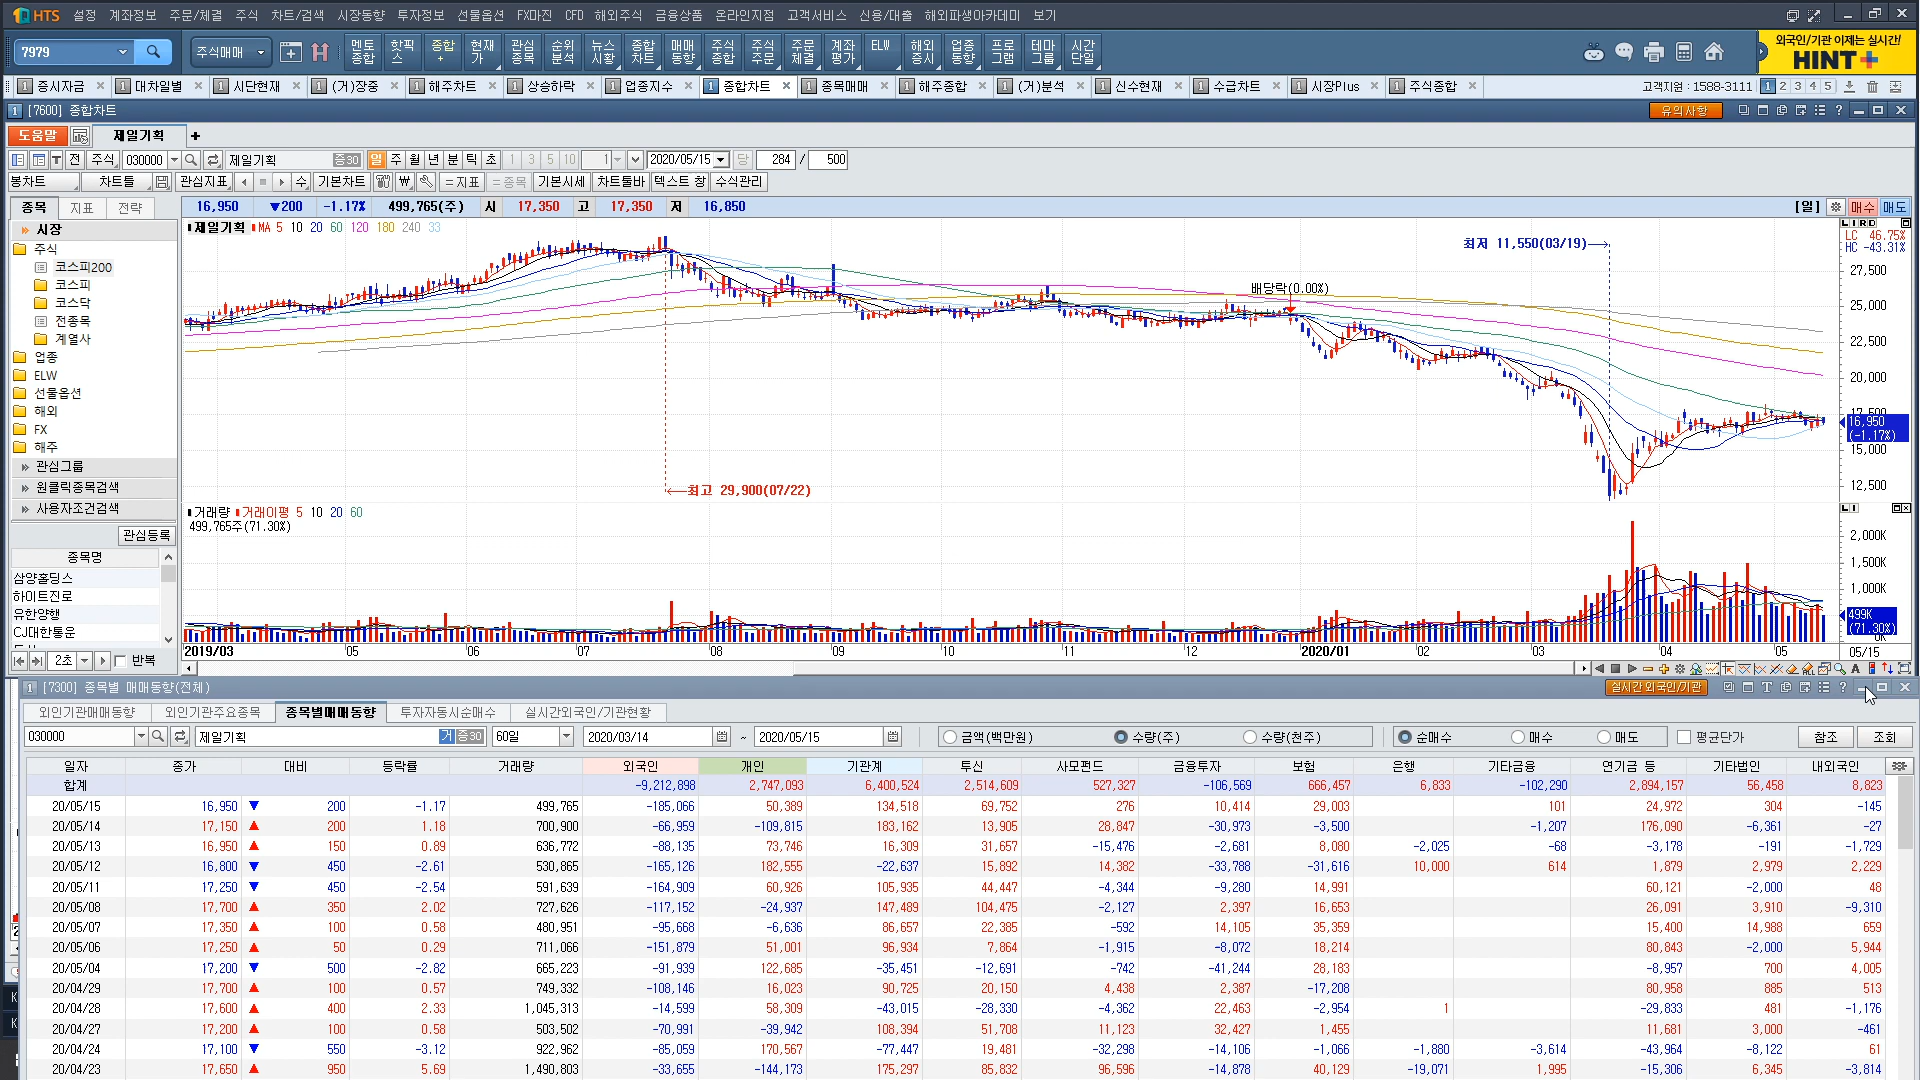 HTS 설정 계좌정보 주문/체결 주식 차트/검색 시장동향 투자정보 선물옵션 FX마진 CFD 해외주식 금융상품 온라인지점 고객서비스 신용/대출 해외파생아카데미 보기
7979 주식매매 멘토종합 핫픽스 종합+ 현재가 관심종목 순위분석 뉴스시황 종합차트 매매동향 주식종합 주식주문 주문체결 계좌평가 ELW 해외증시 업종동향 프로그램 테마그룹 시간단일
외국인/기관 이제는 실시간!
HINT+
1 증시자금 1 대차일별 1 시단현재 1 (거)장중 1 해주차트 1 상승하락 1 업종지수 1 종합차트 1 종목매매 1 해주종합 1 (거)분석 1 신수현재 1 수급차트 1 시장Plus 1 주식종합 고객지원 : 1588-3111 1 2 3 4 5
1 [7600] 종합차트 유의사항
도움말 제일기획 +
T 전 주식 030000 제일기획 증30 일 주 월 년 분 틱 초 1 3 5 10 1 2020/05/15 당 284 / 500
봉차트 차트틀 관심지표 수 기본차트 ₩ =지표 =종목 기본시세 차트툴바 텍스트 창 수식관리
종목 지표 전략 16,950 ▼200 -1.17% 499,765(주) 시 17,350 고 17,350 저 16,850 [일] 매수 매도
시장
주식
코스피200
코스피
코스닥
전종목
계열사
업종
ELW
선물옵션
해외
FX
해주
관심그룹
원클릭종목검색
사용자조건검색
관심등록
종목명
삼양홀딩스
하이트진로
유한양행
CJ대한통운
2초 반복
제일기획 MA 5 10 20 60 120 180 240 33
최저 11,550(03/19)
LC 46.75%
HC -43.31%
27,500
배당락(0.00%)
25,000
22,500
20,000
17,500
16,950
(-1.17%)
15,000
12,500
최고 29,900(07/22)
거래량 거래이평 5 10 20 60
499,765주(71.30%)
2,000K
1,500K
1,000K
499K
(71.30%)
0K
2019/03 05 06 07 08 09 10 11 12 2020/01 02 03 04 05 05/15
1 [7300] 종목별 매매동향(전체) 실시간 외국인/기관
외인기관매매동향 외인기관주요종목 종목별매매동향 투자자동시순매수 실시간외국인/기관현황
030000 제일기획 거 증30 60일 2020/03/14 ~ 2020/05/15 금액(백만원) 수량(주) 수량(천주) 순매수 매수 매도 평균단가 참조 조회
일자 종가 대비 등락률 거래량 외국인 개인 기관계 투신 사모펀드 금융투자 보험 은행 기타금융 연기금 등 기타법인 내외국인
합계 -9,212,898 2,747,093 6,400,524 2,514,609 527,327 -106,569 666,457 6,833 -102,290 2,894,157 56,458 8,823
20/05/15 16,950 ▼ 200 -1.17 499,765 -185,066 50,389 134,518 69,752 276 10,414 29,003 101 24,972 304 -145
20/05/14 17,150 ▲ 200 1.18 700,900 -66,959 -109,815 183,162 13,905 28,847 -30,973 -3,500 -1,207 176,090 -6,361 -27
20/05/13 16,950 ▲ 150 0.89 636,772 -88,135 73,746 16,309 31,657 -15,476 -2,681 8,080 -2,025 -68 -3,178 -191 -1,729
20/05/12 16,800 ▼ 450 -2.61 530,865 -165,126 182,555 -22,637 15,892 14,382 -33,788 -31,616 10,000 614 1,879 2,979 2,229
20/05/11 17,250 ▼ 450 -2.54 591,639 -164,909 60,926 105,935 44,447 -4,344 -9,280 14,991 60,121 -2,000 48
20/05/08 17,700 ▲ 350 2.02 727,626 -117,152 -24,937 147,489 104,475 -2,127 2,397 16,653 26,091 3,910 -9,310
20/05/07 17,350 ▲ 100 0.58 480,951 -95,668 -6,636 86,657 22,385 -592 14,105 35,359 15,400 14,988 659
20/05/06 17,250 ▲ 50 0.29 711,066 -151,879 51,001 96,934 7,864 -1,915 -8,072 18,214 80,843 -2,000 5,944
20/05/04 17,200 ▼ 500 -2.82 665,223 -91,939 122,685 -35,451 -12,691 -742 -41,244 28,183 -8,957 700 4,005
20/04/29 17,700 ▲ 100 0.57 749,332 -108,146 16,023 90,725 20,150 4,438 2,387 -17,208 80,958 885 513
20/04/28 17,600 ▲ 400 2.33 1,045,313 -14,599 58,309 -43,015 -28,330 -4,362 22,463 -2,954 1 -29,833 481 -1,176
20/04/27 17,200 ▲ 100 0.58 503,502 -70,991 -39,942 108,394 51,708 11,123 32,427 1,455 11,681 3,000 -461
20/04/24 17,100 ▼ 550 -3.12 922,962 -85,059 170,567 -77,447 19,481 -32,298 -14,106 -1,066 -1,880 -3,614 -43,964 -8,122 61
20/04/23 17,650 ▲ 950 5.69 1,490,803 -33,655 -144,173 175,297 85,832 96,596 -14,878 40,129 -19,071 1,995 -15,306 6,345 -3,814